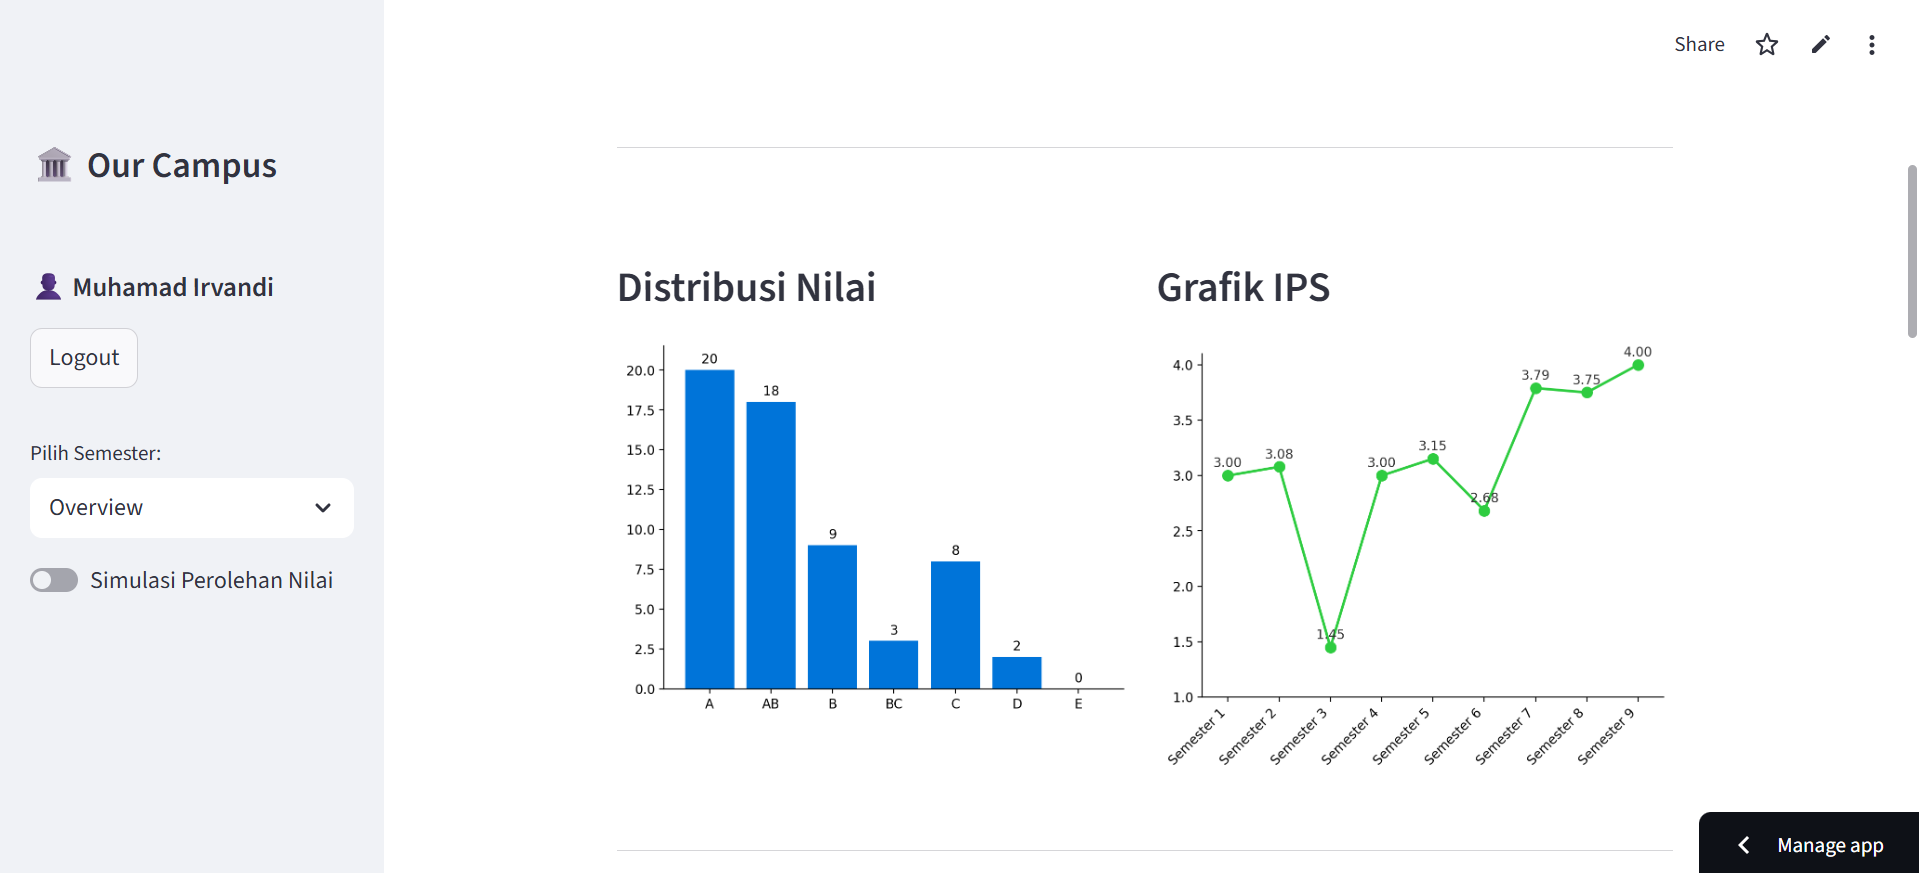 Share
Our Campus
Muhamad Irvandi
Logout
Pilih Semester:
Overview
Simulasi Perolehan Nilai
Distribusi Nilai
20.0
17.5
15.0
12.5
10.0
7.5
5.0
2.5
0.0
20
18
9
3
8
2
0
A AB B BC C D E
Grafik IPS
4.0
3.5
3.0
2.5
2.0
1.5
1.0
3.00
3.08
1.45
3.00
3.15
2.68
3.79
3.75
4.00
Semester 1
Semester 2
Semester 3
Semester 4
Semester 5
Semester 6
Semester 7
Semester 8
Semester 9
Manage app